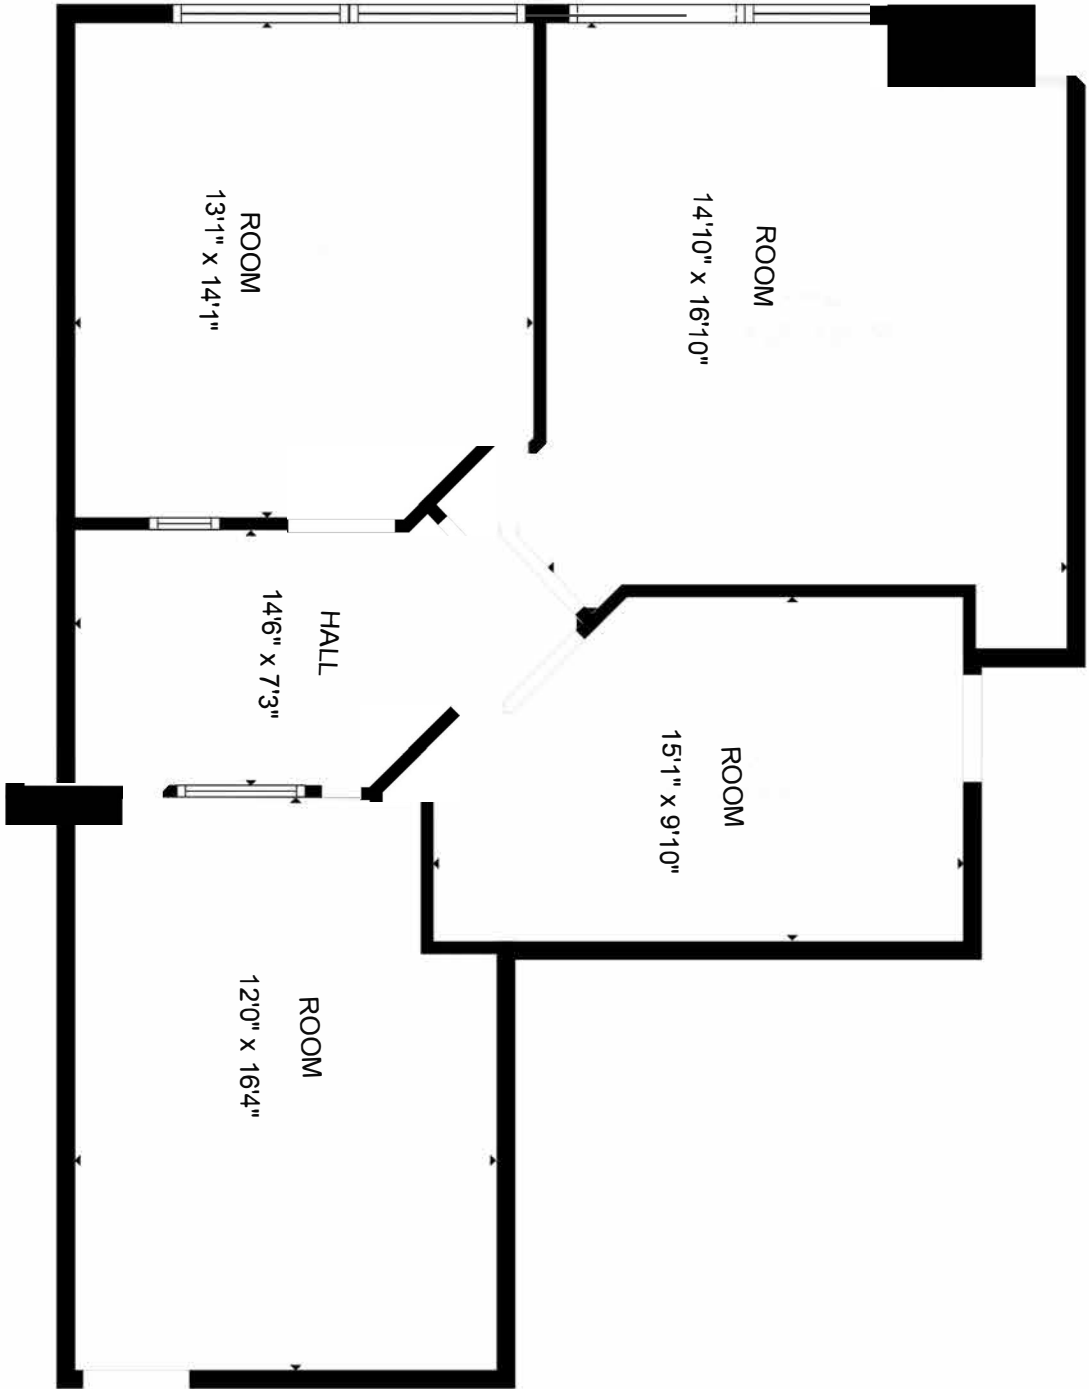 ROOM
13'1" x 14'1"
ROOM
14'10" x 16'10"
HALL
14'6" x 7'3"
ROOM
15'1" x 9'10"
ROOM
12'0" x 16'4"